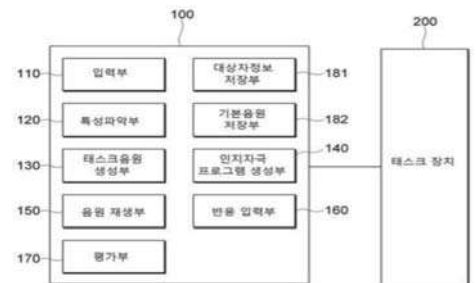 100
200
110
입력부
대상자정보
저장부
181
120
특성파악부
기본음원
저장부
182
130
태스크음원
생성부
인지자극
프로그램 생성부
140
태스크 장치
150
음원 재생부
반응 입력부
160
170
평가부